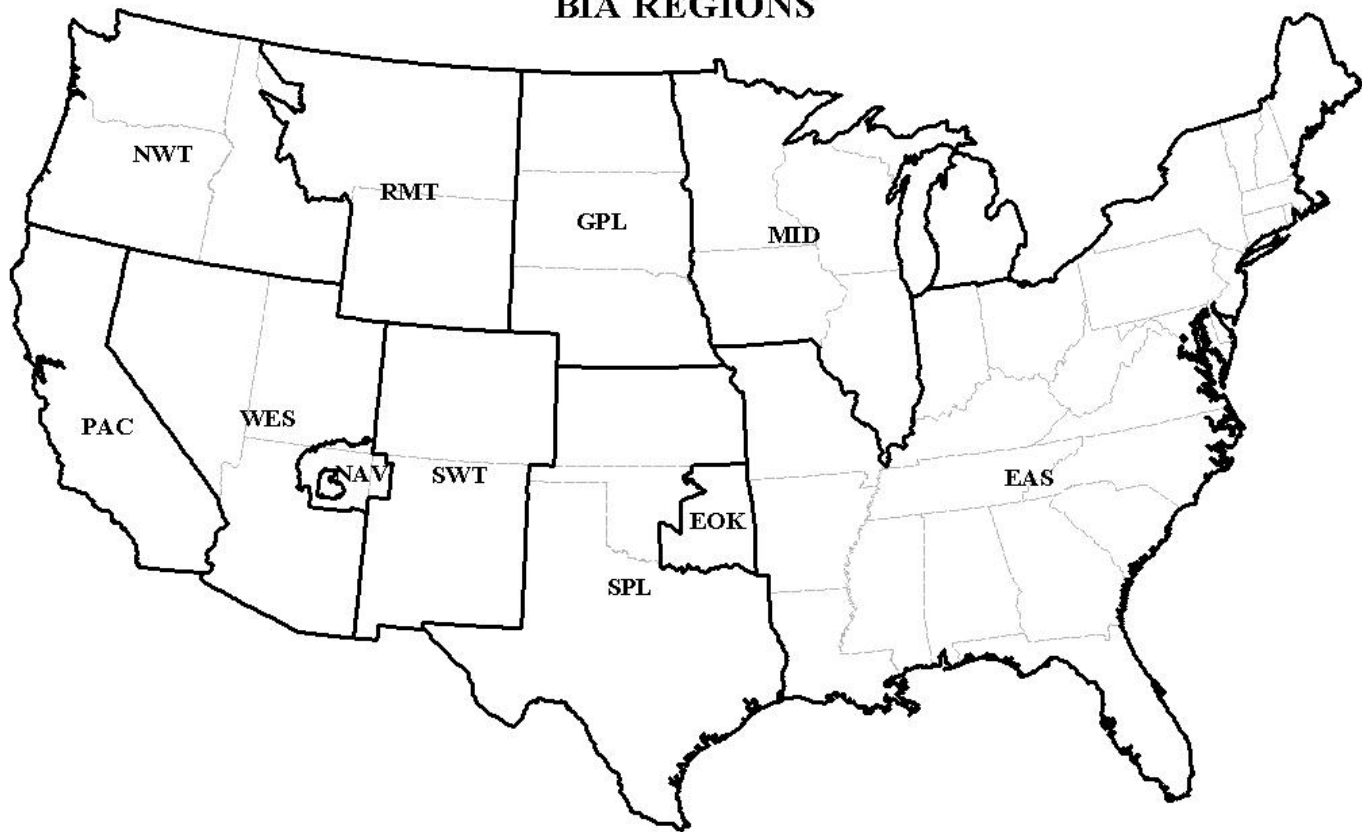 BIA REGIONS
NWT
RMT
GPL
MID
PAC
WES
NAV
SWT
EAS
EOK
SPL